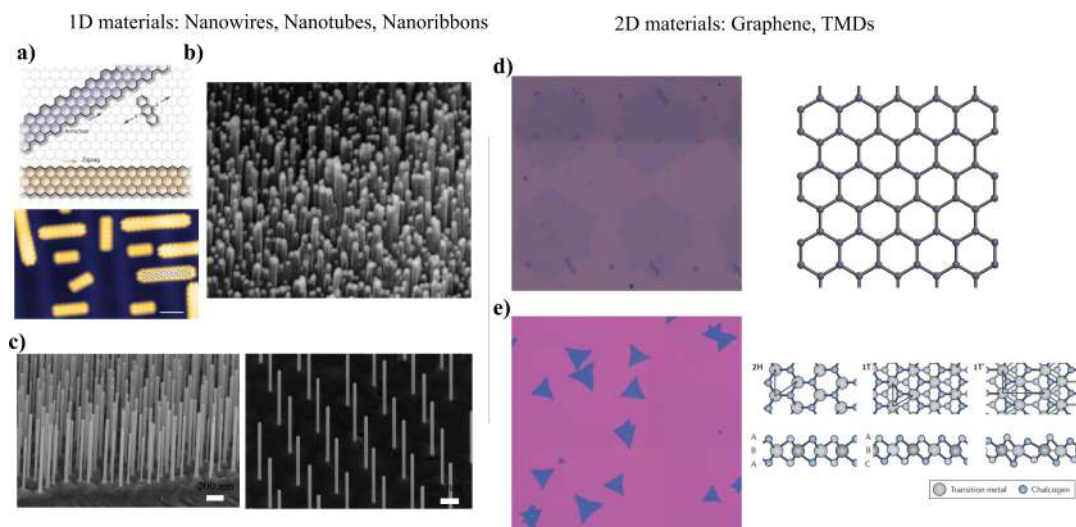 1D materials: Nanowires, Nanotubes, Nanoribbons
2D materials: Graphene, TMDs
a)
b)
Armchair
Zigzag
c)
200 nm
d)
e)
2H
1T
1T'
A
B
A
A
B
C
Transition metal
Chalcogen